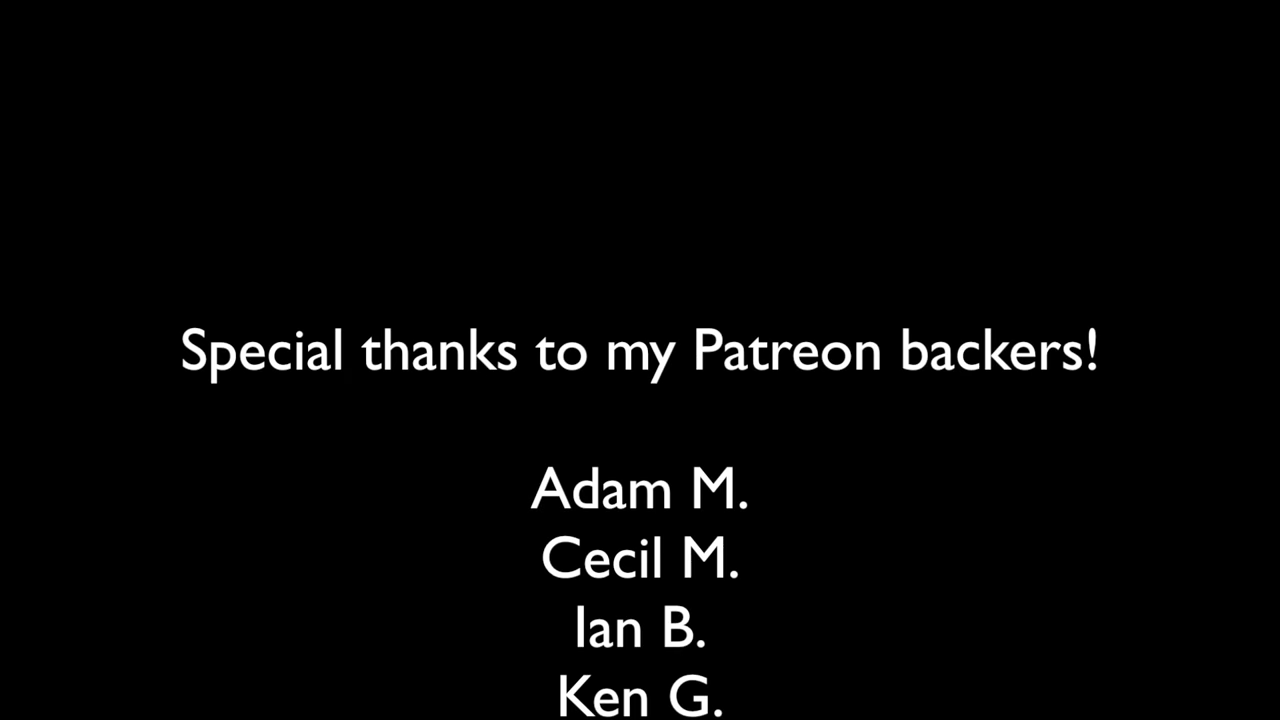 Special thanks to my Patreon backers!
Adam M.
Cecil M.
Ian B.
Ken G.